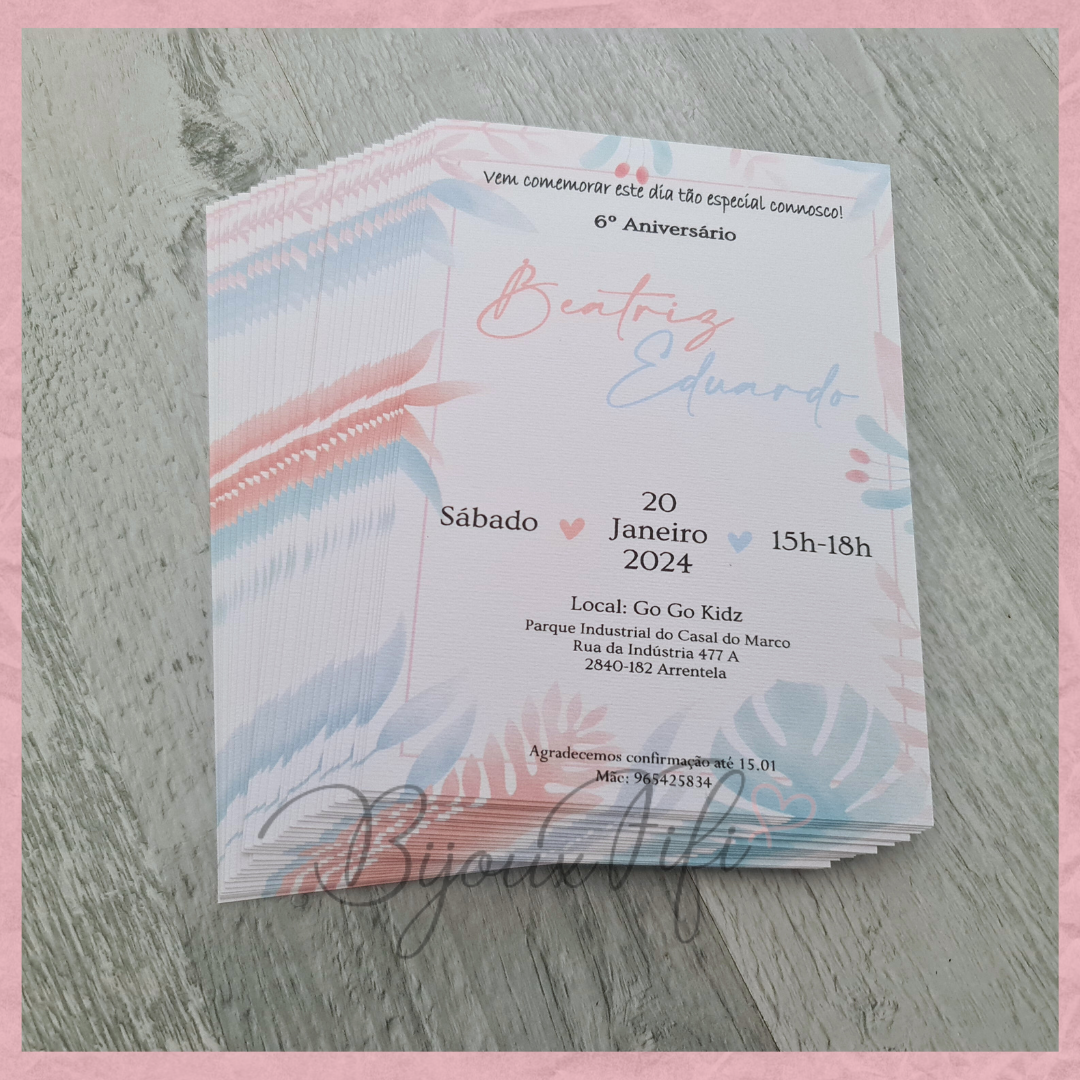 Vem comemorar este dia tão especial connosco!
6º Aniversário
Beatriz
Eduardo
Sábado
20
Janeiro
2024
15h-18h
Local: Go Go Kidz
Parque Industrial do Casal do Marco
Rua da Indústria 477 A
2840-182 Arrentela
Agradecemos confirmação até 15.01
Mãe: 965425834
BijouxVifi